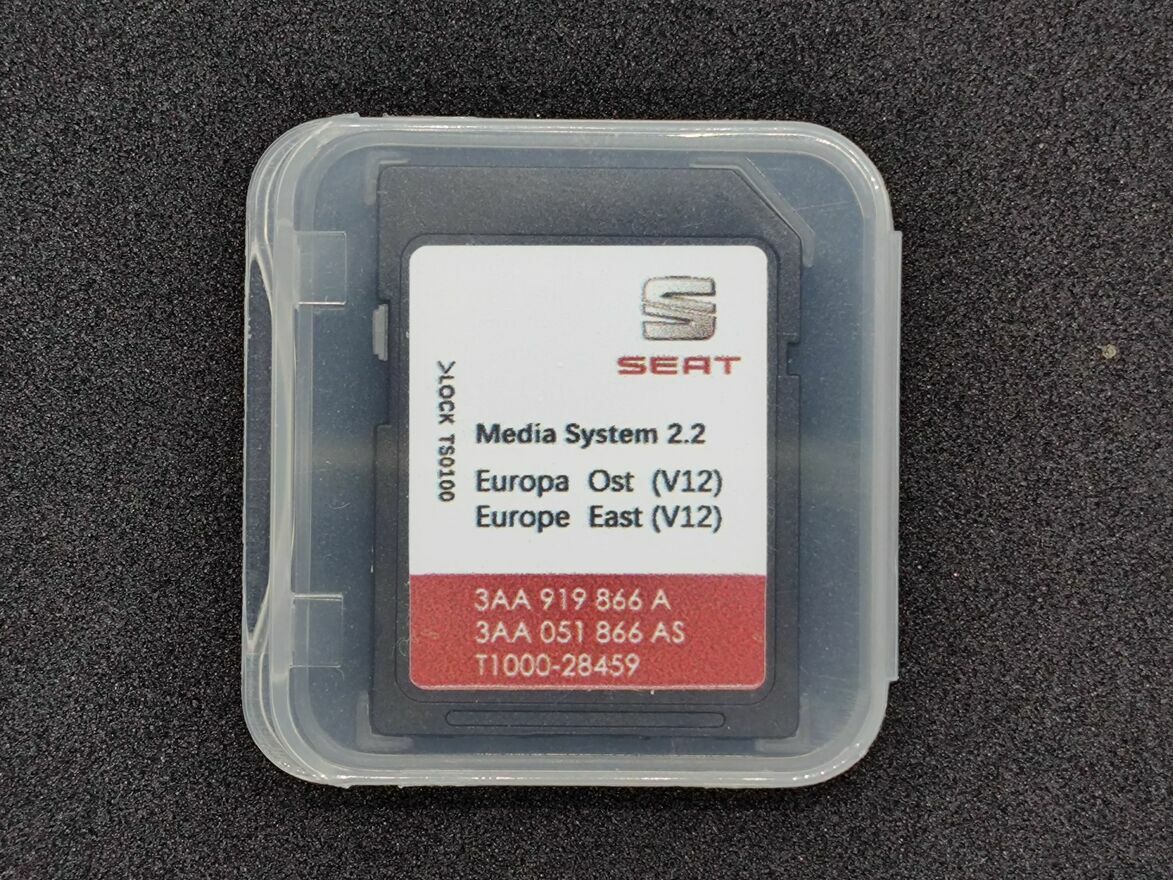 SEAT
>LOCK TS0100
Media System 2.2
Europa Ost (V12)
Europe East (V12)
3AA 919 866 A
3AA 051 866 AS
T1000-28459